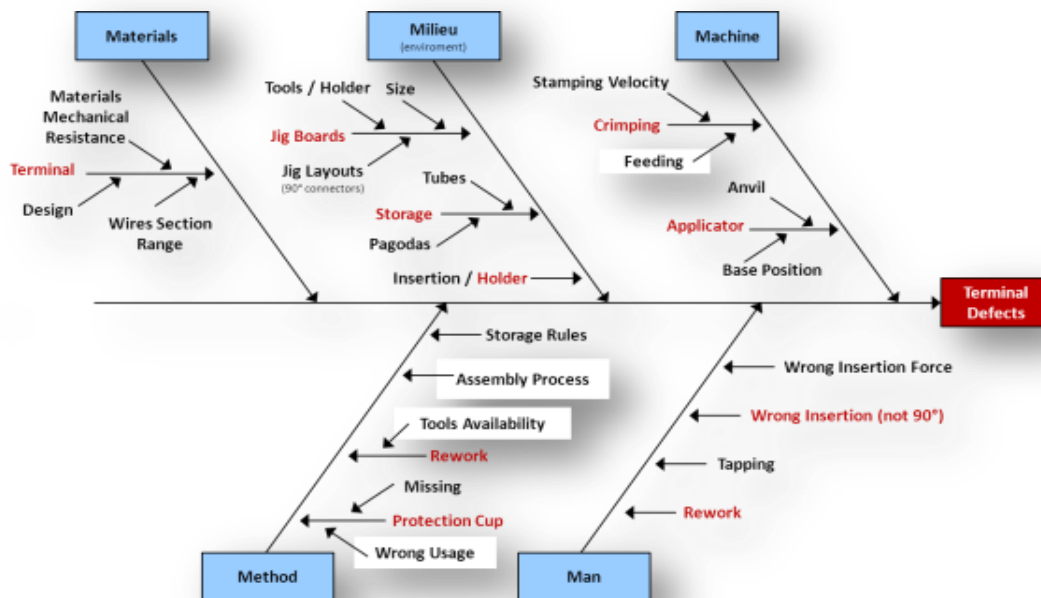 Materials
Milieu
(enviroment)
Machine
Materials
Mechanical
Resistance
Terminal
Design
Wires Section
Range
Tools / Holder
Size
Jig Boards
Jig Layouts
(90° connectors)
Tubes
Storage
Pagodas
Insertion / Holder
Stamping Velocity
Crimping
Feeding
Anvil
Applicator
Base Position
Terminal
Defects
Storage Rules
Assembly Process
Tools Availability
Rework
Missing
Protection Cup
Wrong Usage
Method
Wrong Insertion Force
Wrong Insertion (not 90°)
Tapping
Rework
Man